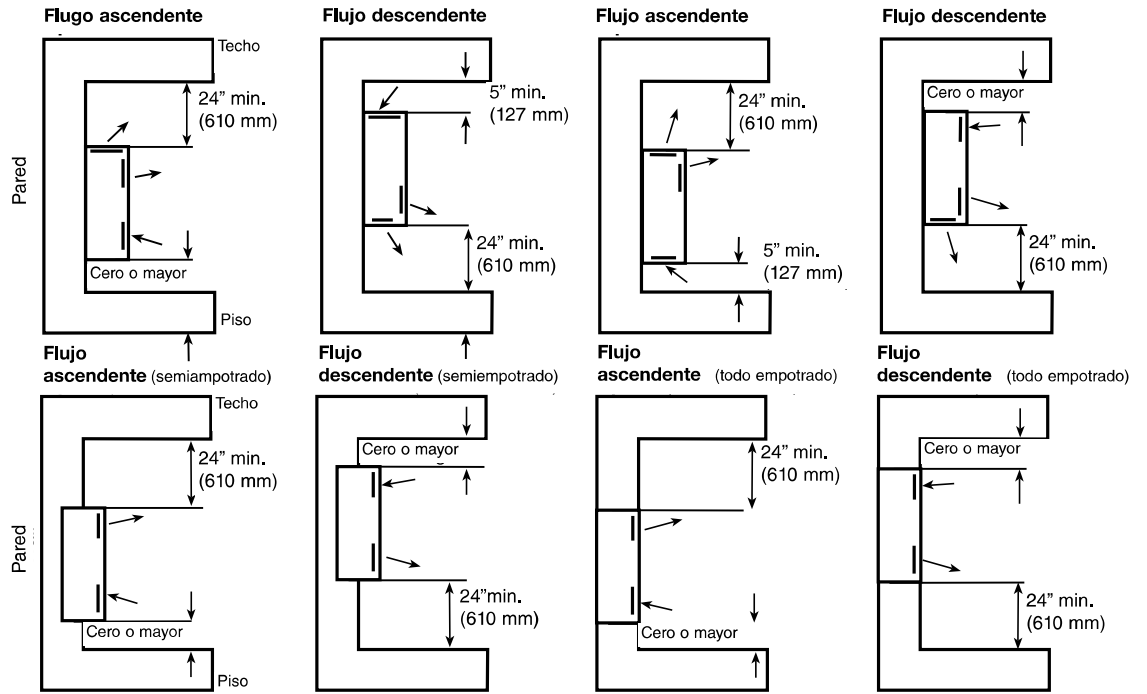 Flugo ascendente
Techo
24” min.
(610 mm)
Pared
Cero o mayor
Piso
Flujo descendente
5” min.
(127 mm)
24” min.
(610 mm)
Flujo ascendente
24” min.
(610 mm)
5” min.
(127 mm)
Flujo descendente
Cero o mayor
24” min.
(610 mm)
Flujo
ascendente (semiampotrado)
Techo
24” min.
(610 mm)
Pared
Cero o mayor
Piso
Flujo
descendente (semiempotrado)
Cero o mayor
24”min.
(610 mm)
Flujo
ascendente (todo empotrado)
24” min.
(610 mm)
Cero o mayor
Flujo
descendente (todo empotrado)
Cero o mayor
24” min.
(610 mm)